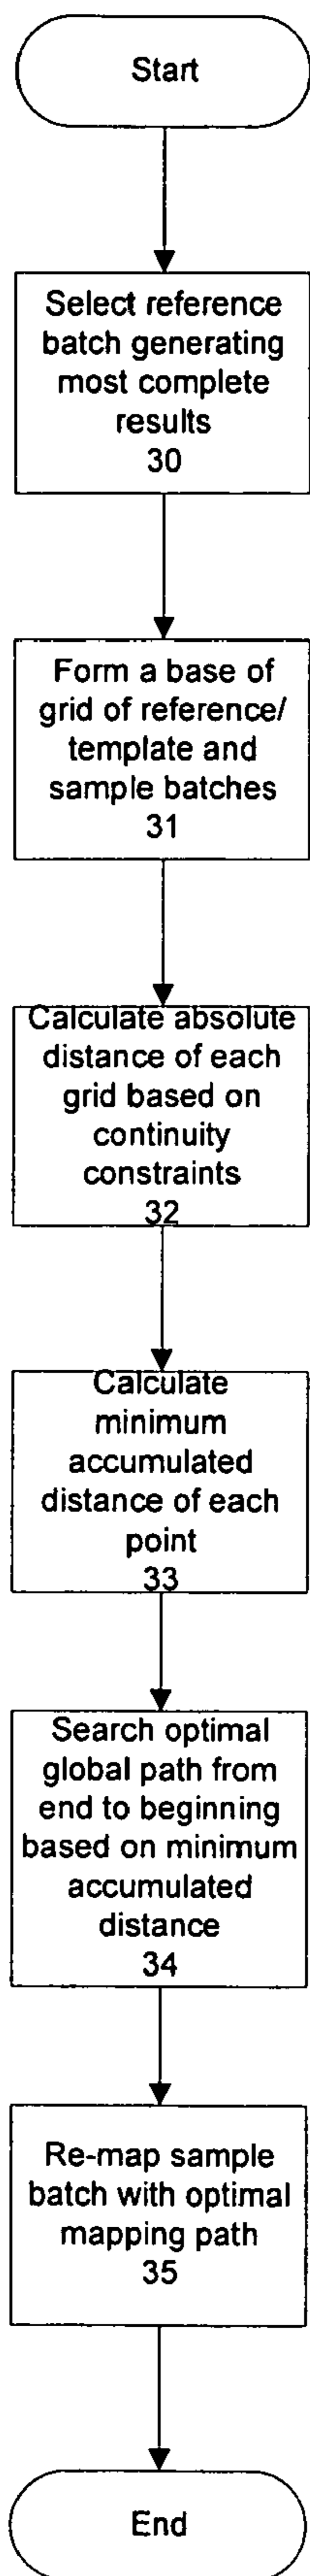 Start
Select reference
batch generating
most complete
results
30
Form a base of
grid of reference/
template and
sample batches
31
Calculate absolute
distance of each
grid based on
continuity
constraints
32
Calculate
minimum
accumulated
distance of each
point
33
Search optimal
global path from
end to beginning
based on minimum
accumulated
distance
34
Re-map sample
batch with optimal
mapping path
35
End